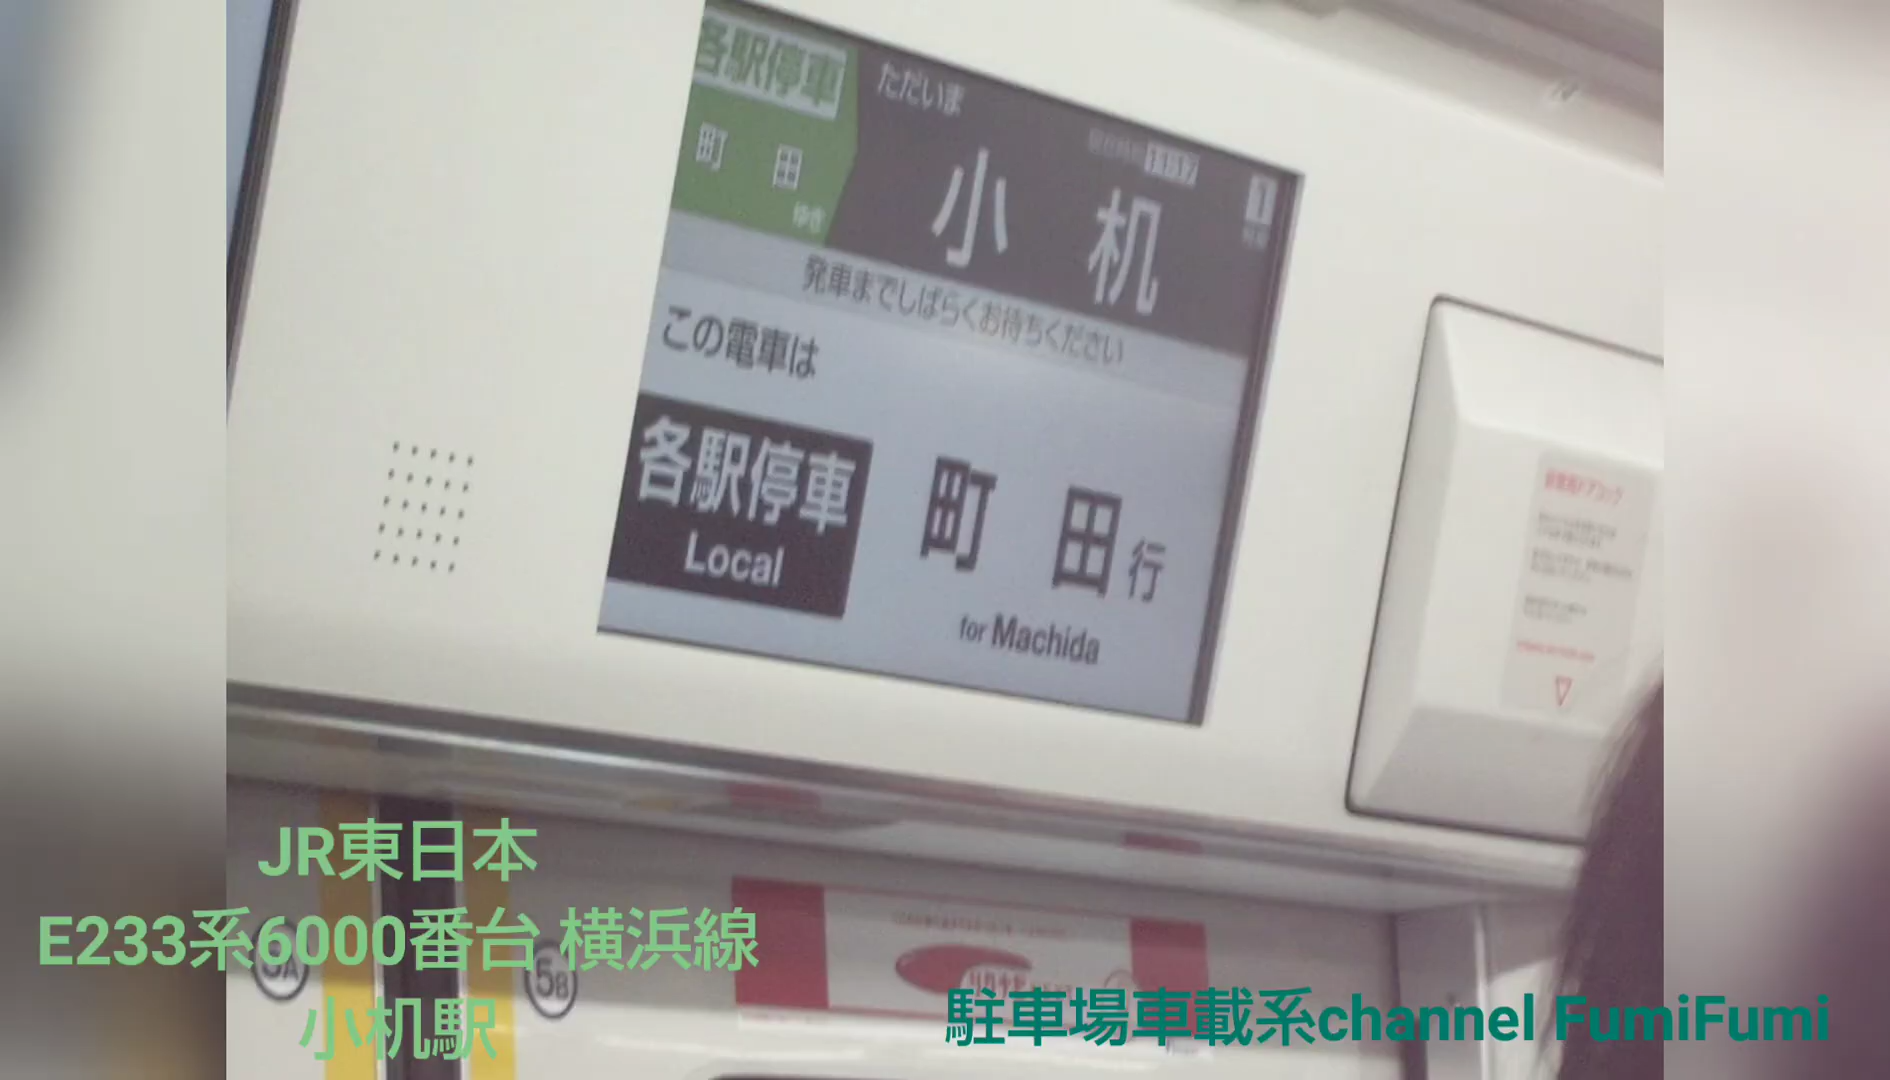 各駅停車
町 田
ゆき
ただいま
小 机
1
発車までしばらくお待ちください
この電車は
各駅停車
Local
町 田 行
for Machida
5A
5B
JR東日本
E233系6000番台 横浜線
小机駅
駐車場車載系channel FumiFumi